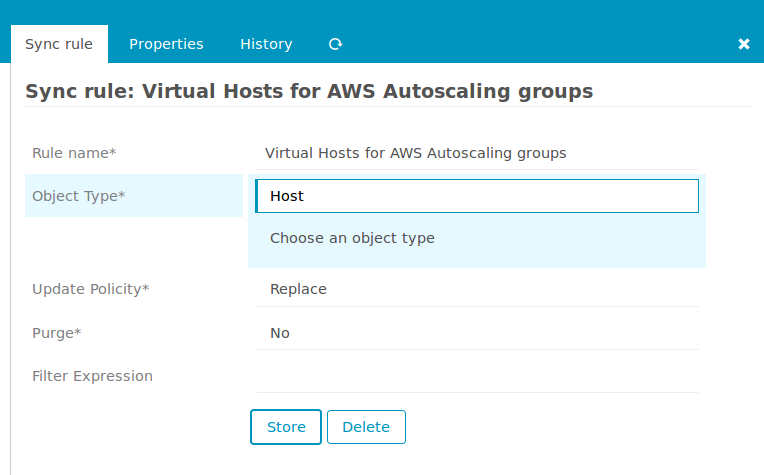 Sync rule Properties History
Sync rule: Virtual Hosts for AWS Autoscaling groups
Rule name* Virtual Hosts for AWS Autoscaling groups
Object Type* Host
Choose an object type
Update Policity* Replace
Purge* No
Filter Expression
Store Delete